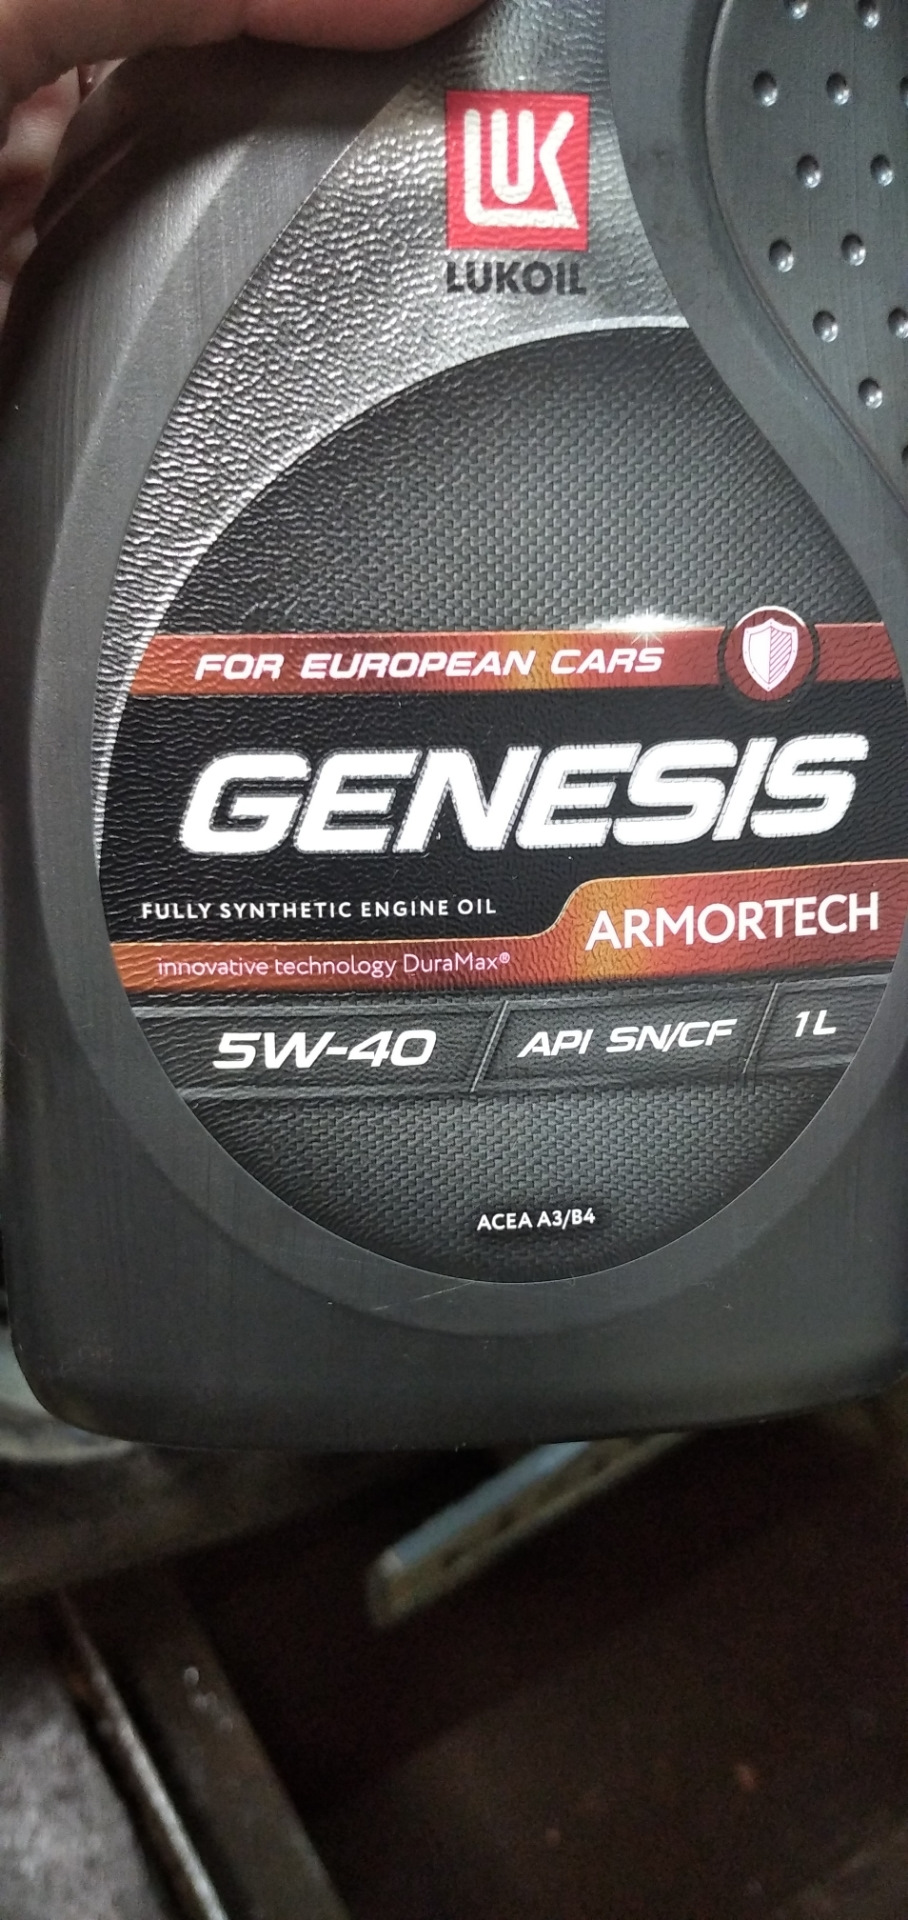 LUK
LUKOIL
FOR EUROPEAN CARS
GENESIS
FULLY SYNTHETIC ENGINE OIL
ARMORTECH
innovative technology DuraMax®
5W-40
API SN/CF
1L
ACEA A3/B4